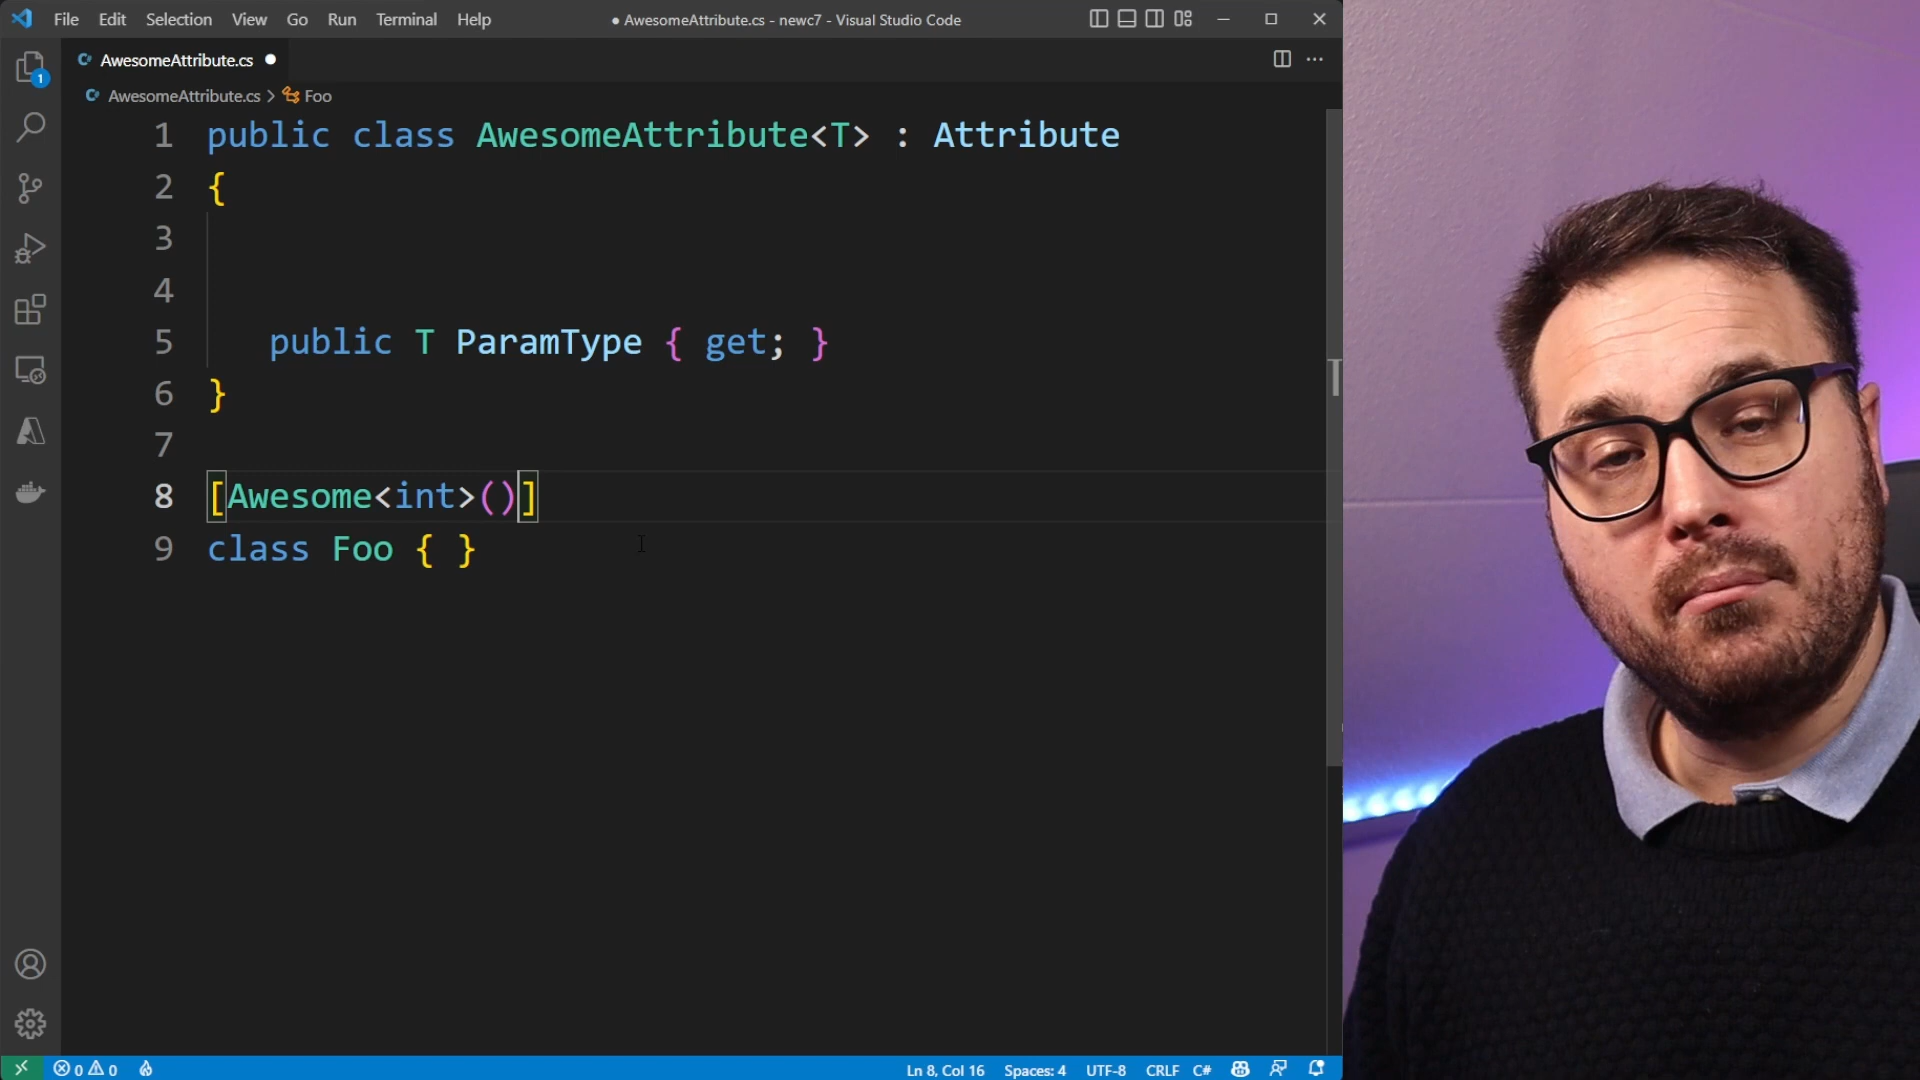 File Edit Selection View Go Run Terminal Help
● AwesomeAttribute.cs - newc7 - Visual Studio Code
AwesomeAttribute.cs
AwesomeAttribute.cs > Foo
1
1 public class AwesomeAttribute<T> : Attribute
2 {
3
4
5 public T ParamType { get; }
6 }
7
8 [Awesome<int>()]
9 class Foo { }
0 0 Ln 8, Col 16 Spaces: 4 UTF-8 CRLF C#